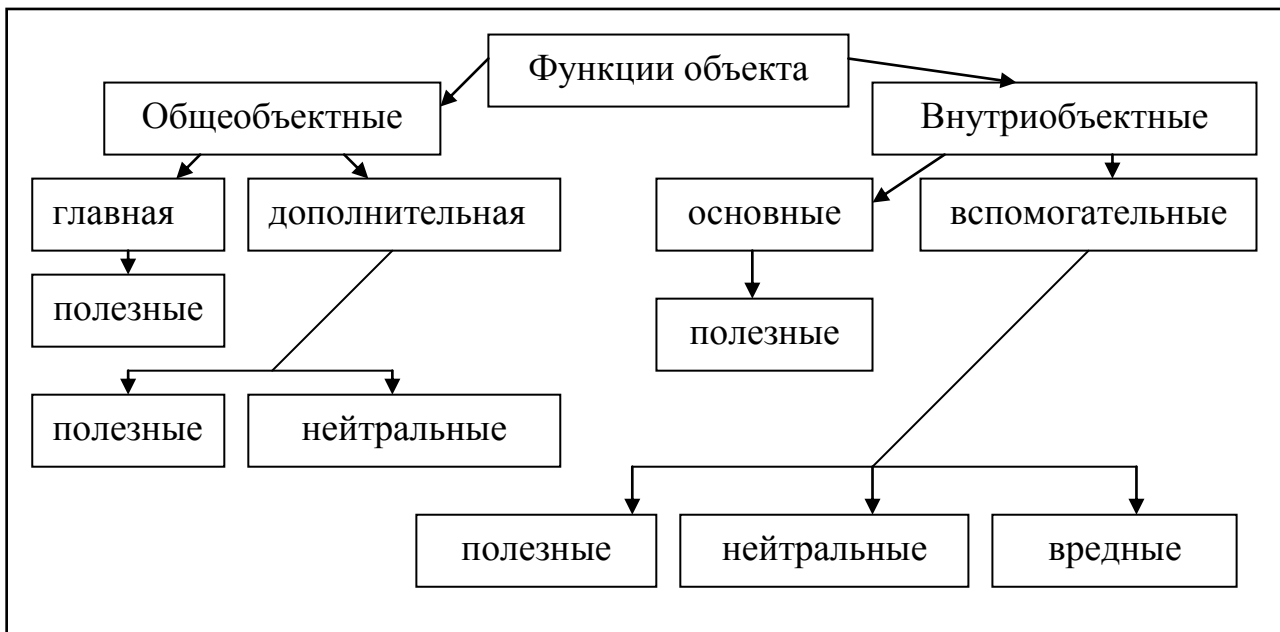 Функции объекта
Общеобъектные
Внутриобъектные
главная
дополнительная
основные
вспомогательные
полезные
полезные
полезные
нейтральные
полезные
нейтральные
вредные